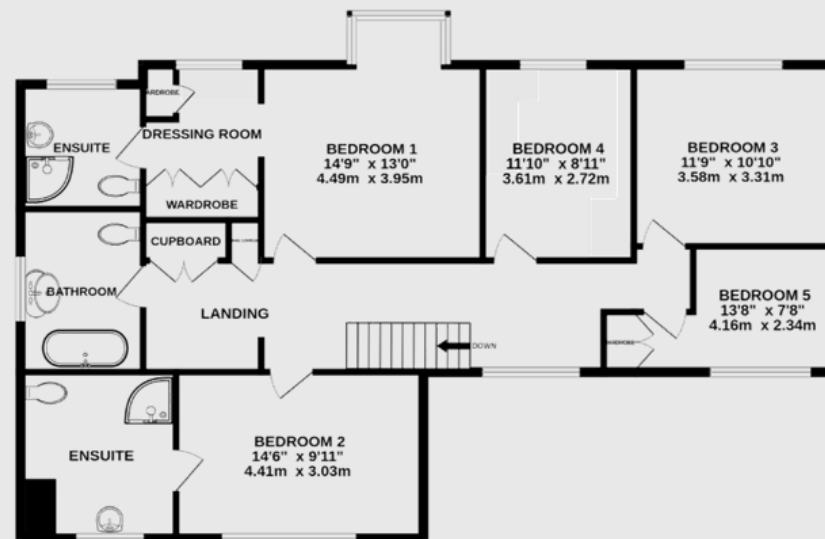 WARDROBE
ENSUITE
DRESSING ROOM
WARDROBE
BEDROOM 1
14'9" x 13'0"
4.49m x 3.95m
BEDROOM 4
11'10" x 8'11"
3.61m x 2.72m
BEDROOM 3
11'9" x 10'10"
3.58m x 3.31m
CUPBOARD
BATHROOM
LANDING
DOWN
BEDROOM 5
13'8" x 7'8"
4.16m x 2.34m
WARDROBE
ENSUITE
BEDROOM 2
14'6" x 9'11"
4.41m x 3.03m